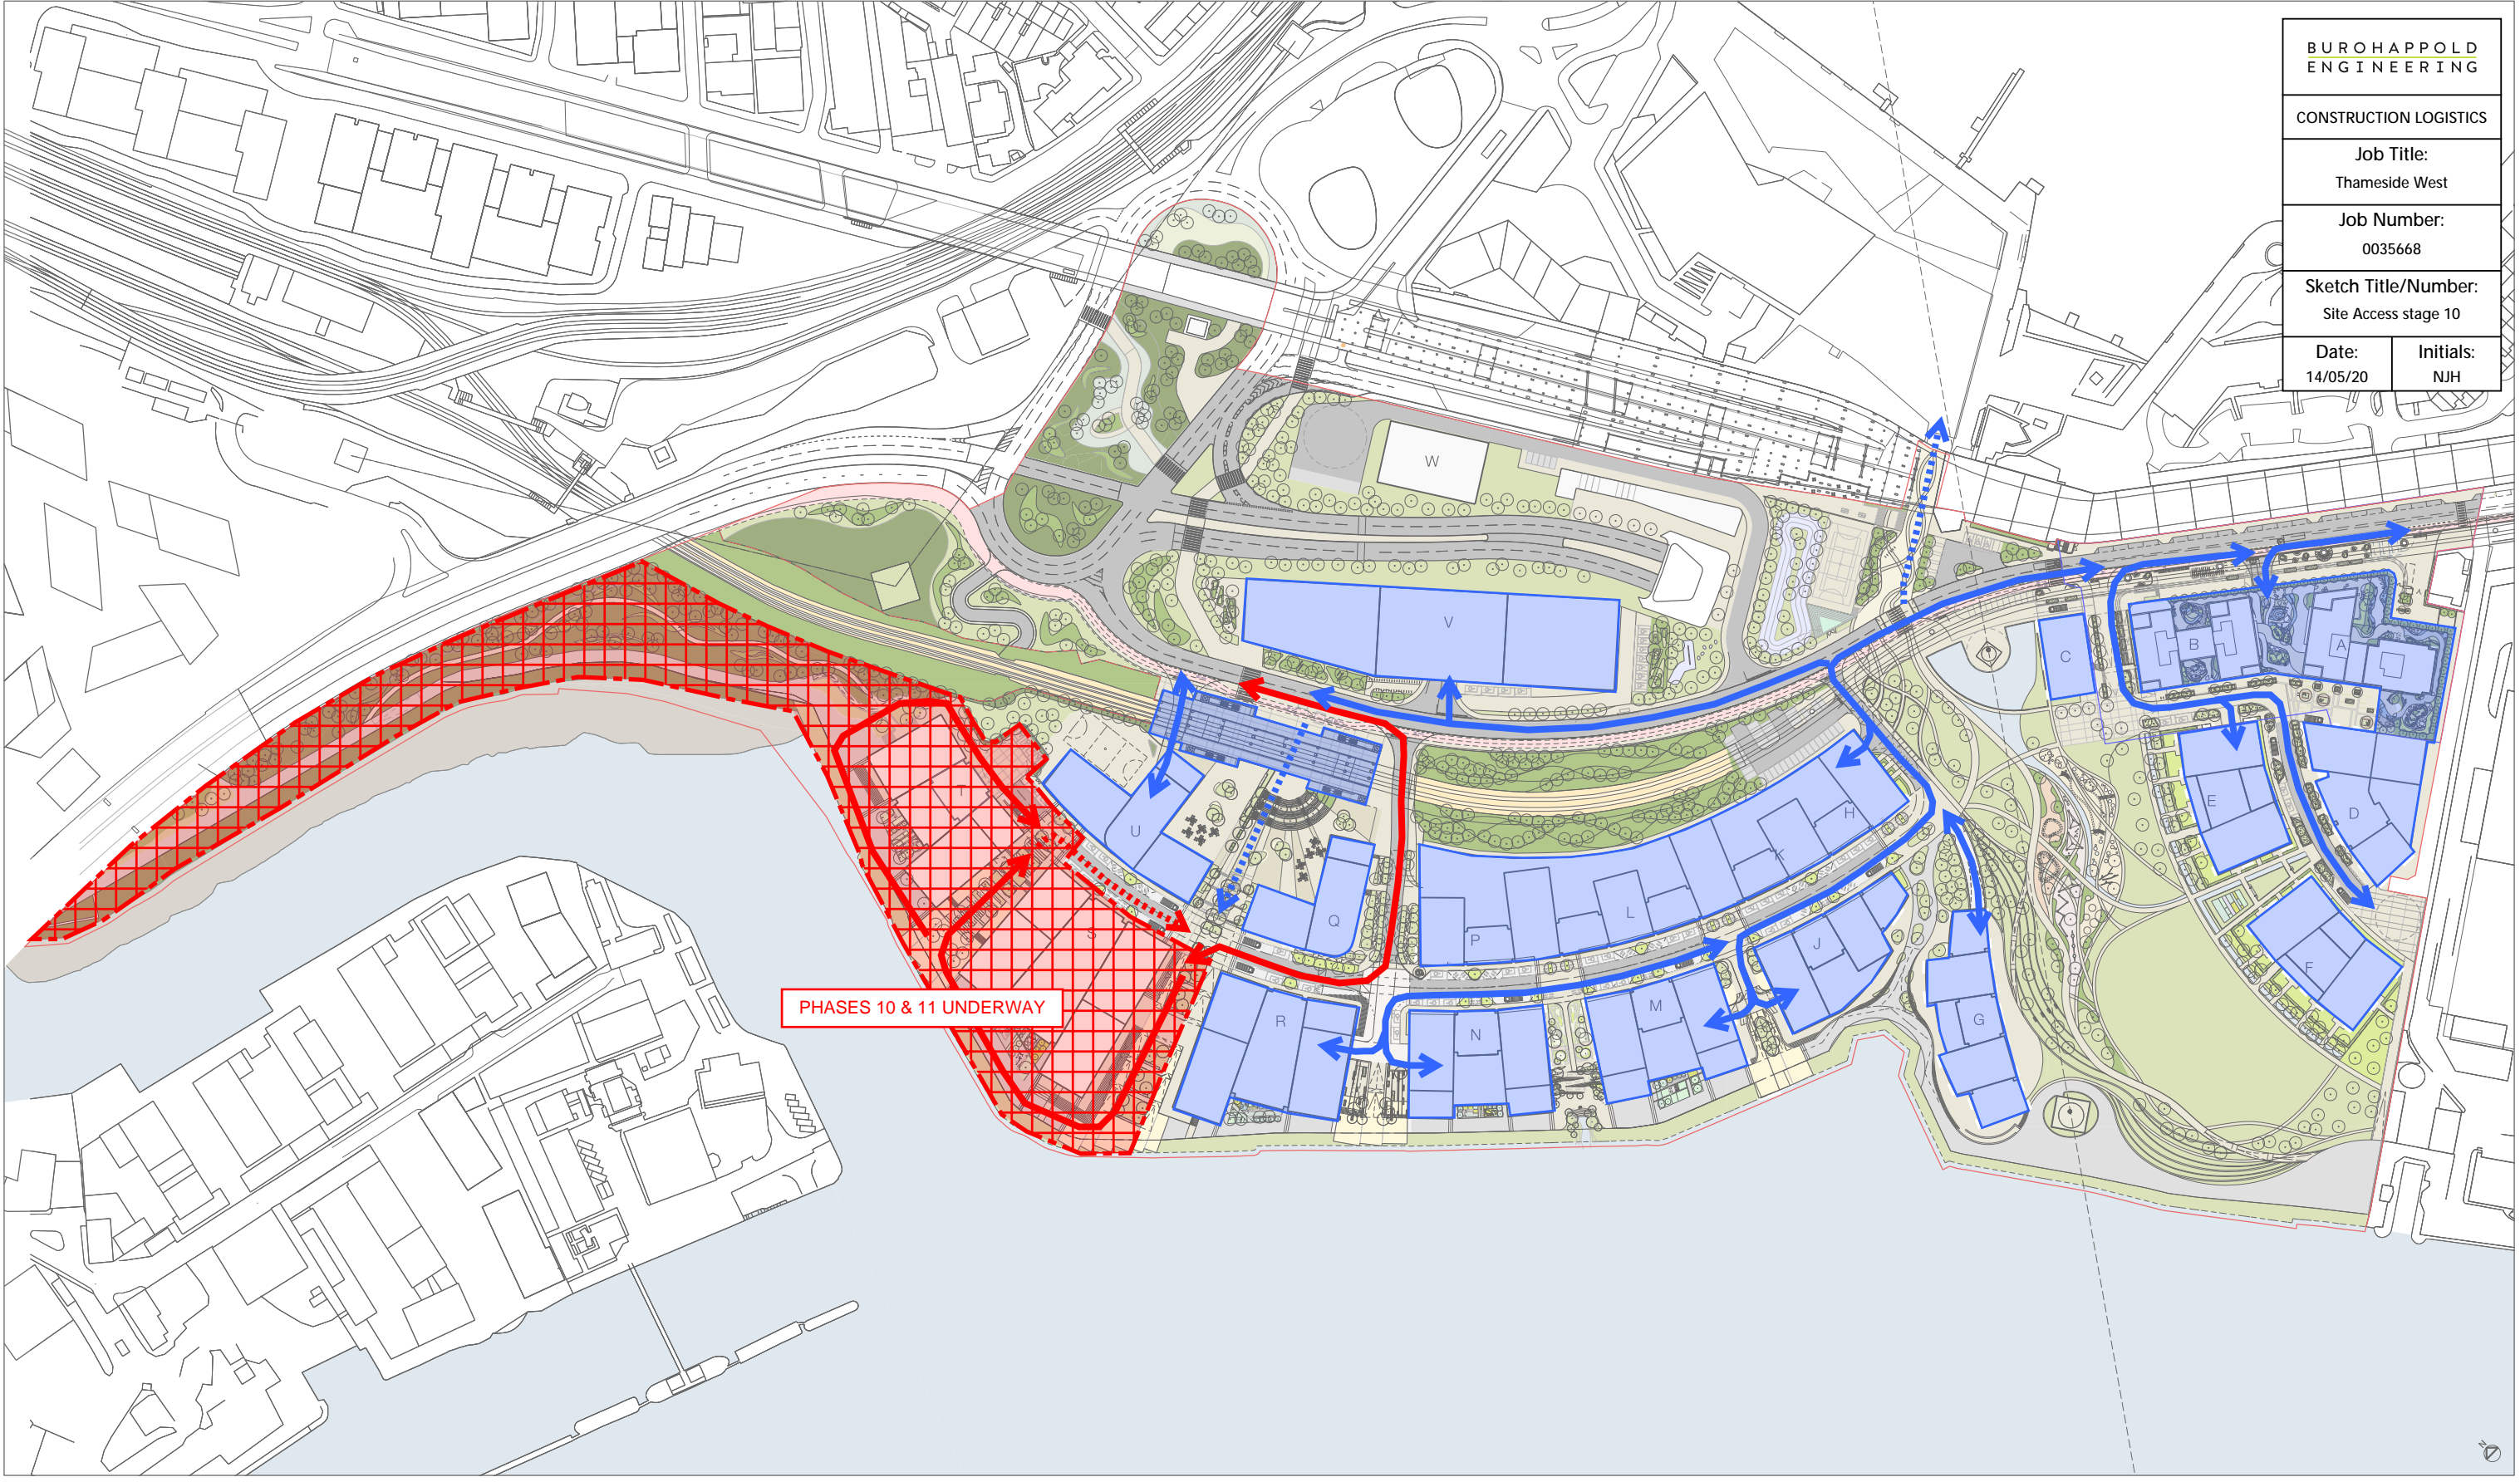 BUROHAPPOLD
ENGINEERING
CONSTRUCTION LOGISTICS
Job Title:
Thameside West
Job Number:
0035668
Sketch Title/Number:
Site Access stage 10
Date:
14/05/20
Initials:
NJH
W
V
C
B
A
T
U
H
E
D
K
L
Q
S
P
J
F
PHASES 10 & 11 UNDERWAY
R
N
M
G
N